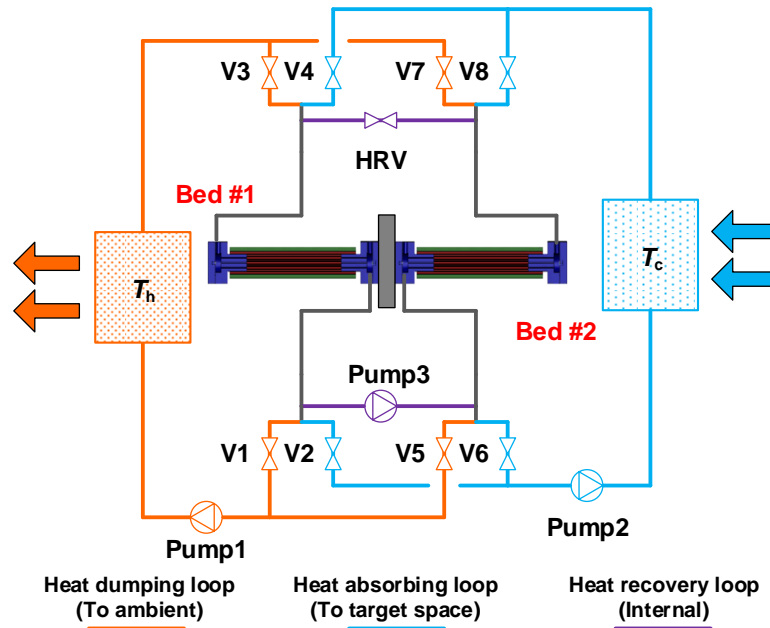 V3 V4 V7 V8
HRV
Bed #1
Th
Tc
Bed #2
Pump3
V1 V2 V5 V6
Pump1
Pump2
Heat dumping loop
(To ambient)
Heat absorbing loop
(To target space)
Heat recovery loop
(Internal)